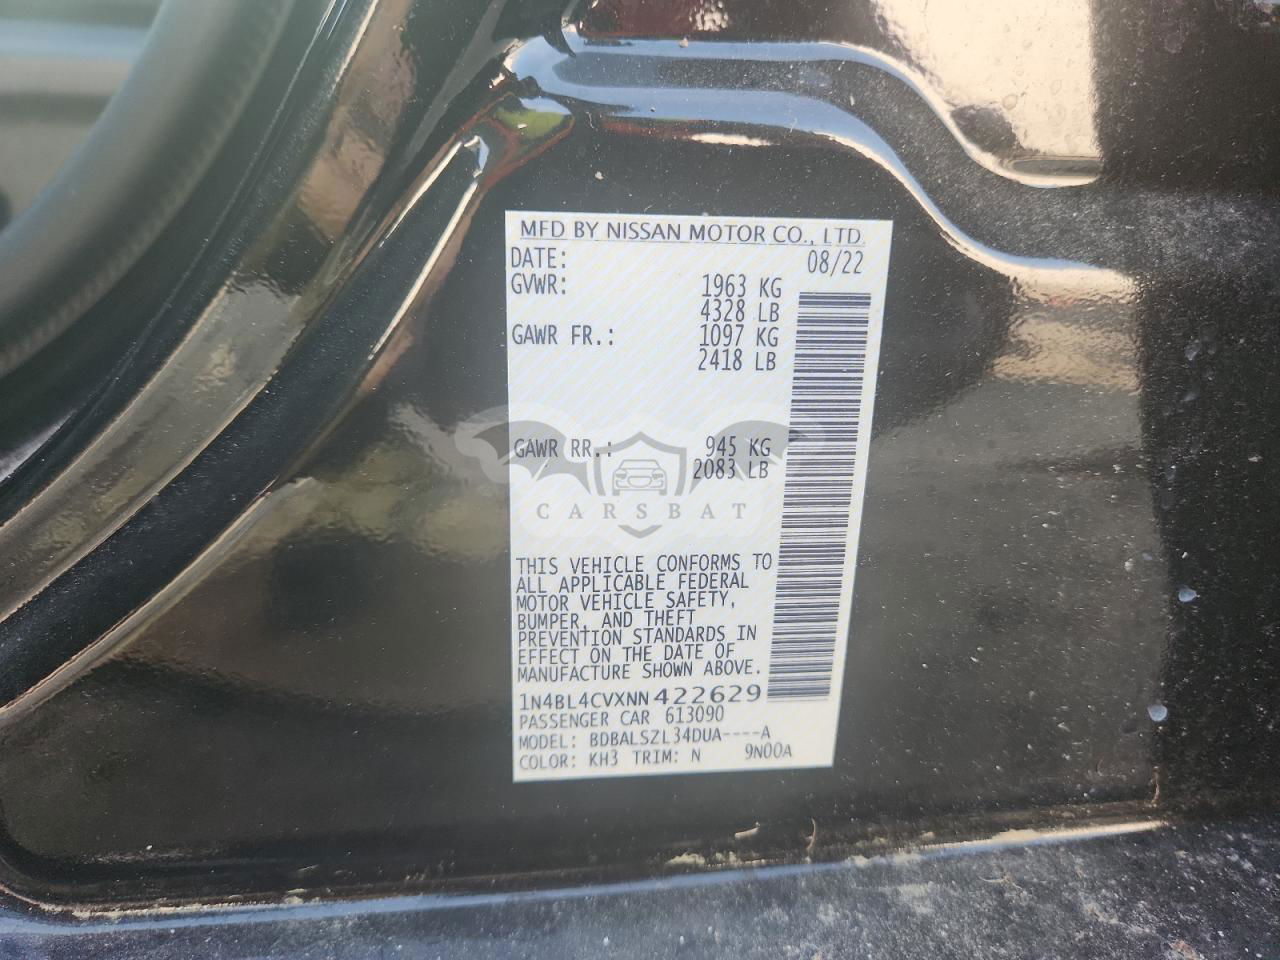 MFD BY NISSAN MOTOR CO., LTD.
DATE: 08/22
GVWR: 1963 KG
4328 LB
GAWR FR.: 1097 KG
2418 LB
GAWR RR.: 945 KG
2083 LB
CARSBAT
THIS VEHICLE CONFORMS TO
ALL APPLICABLE FEDERAL
MOTOR VEHICLE SAFETY,
BUMPER, AND THEFT
PREVENTION STANDARDS IN
EFFECT ON THE DATE OF
MANUFACTURE SHOWN ABOVE.
1N4BL4CVXNN422629
PASSENGER CAR 613090
MODEL: BDBALSZL34DUA----A
COLOR: KH3 TRIM: N 9N00A